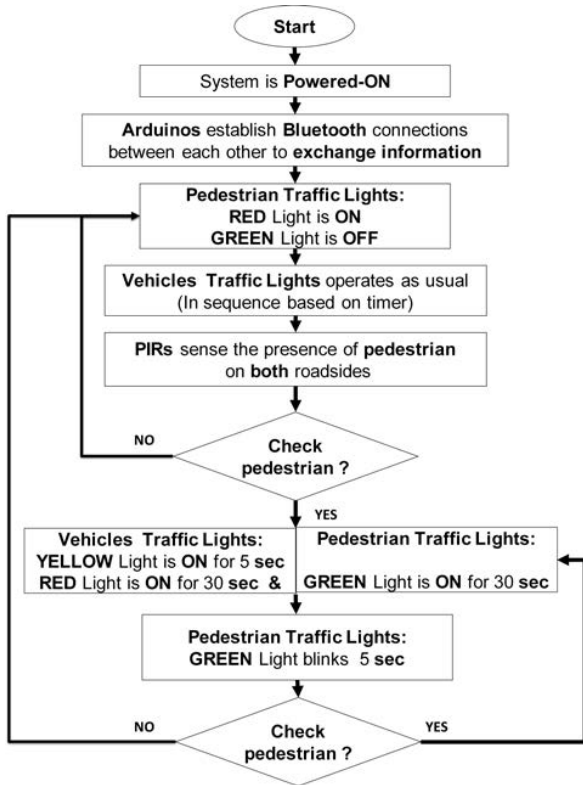 Start
System is Powered-ON
Arduinos establish Bluetooth connections
between each other to exchange information
Pedestrian Traffic Lights:
RED Light is ON
GREEN Light is OFF
Vehicles Traffic Lights operates as usual
(In sequence based on timer)
PIRs sense the presence of pedestrian
on both roadsides
NO
Check
pedestrian ?
YES
Vehicles Traffic Lights:
YELLOW Light is ON for 5 sec
RED Light is ON for 30 sec &
Pedestrian Traffic Lights:
GREEN Light is ON for 30 sec
Pedestrian Traffic Lights:
GREEN Light blinks 5 sec
NO
Check
pedestrian ?
YES